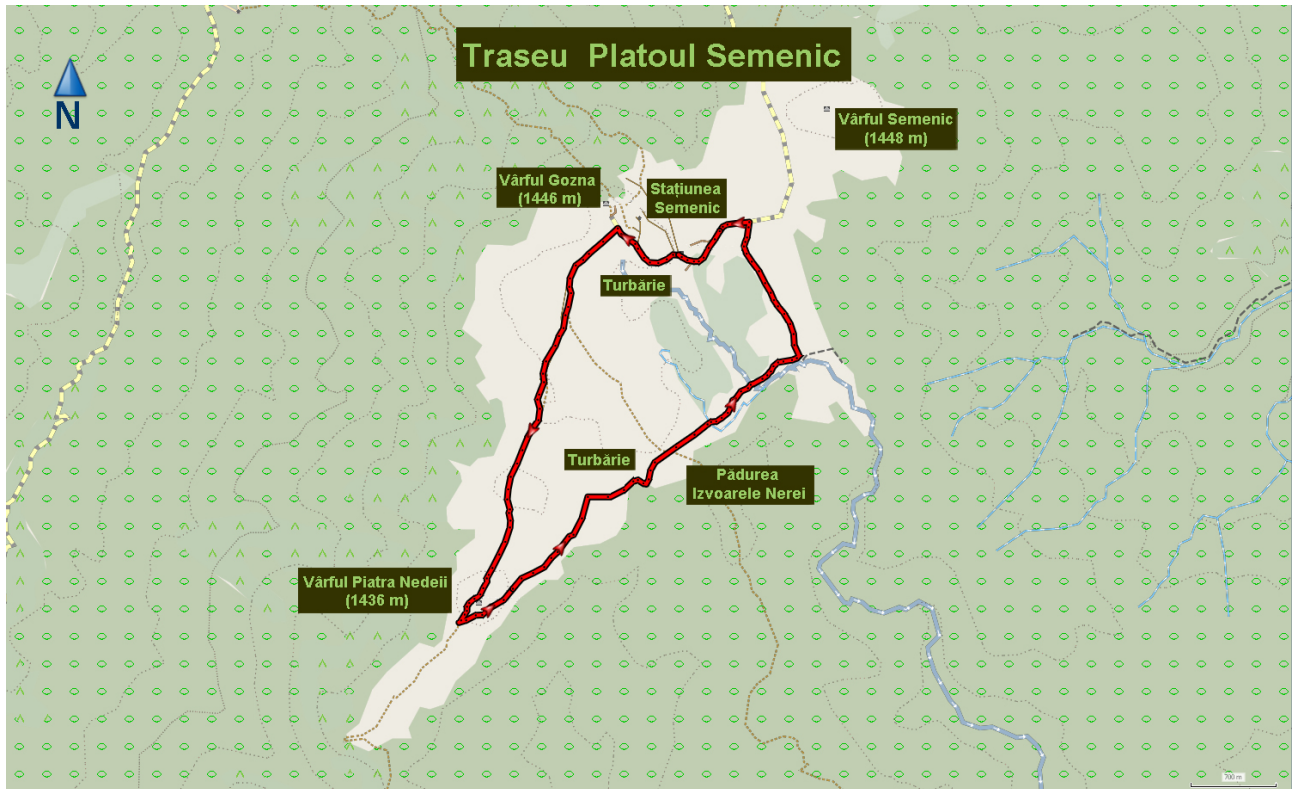 Traseu Platoul Semenic
N
Vârful Semenic
(1448 m)
Vârful Gozna
(1446 m)
Stațiunea
Semenic
Turbărie
Turbărie
Pădurea
Izvoarele Nerei
Vârful Piatra Nedeii
(1436 m)
700 m